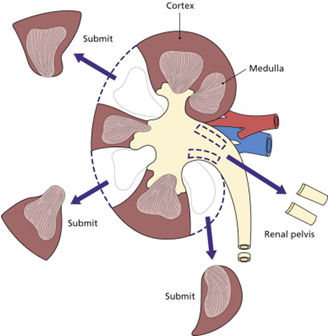 Cortex
Submit
Medulla
Submit
Renal pelvis
Submit